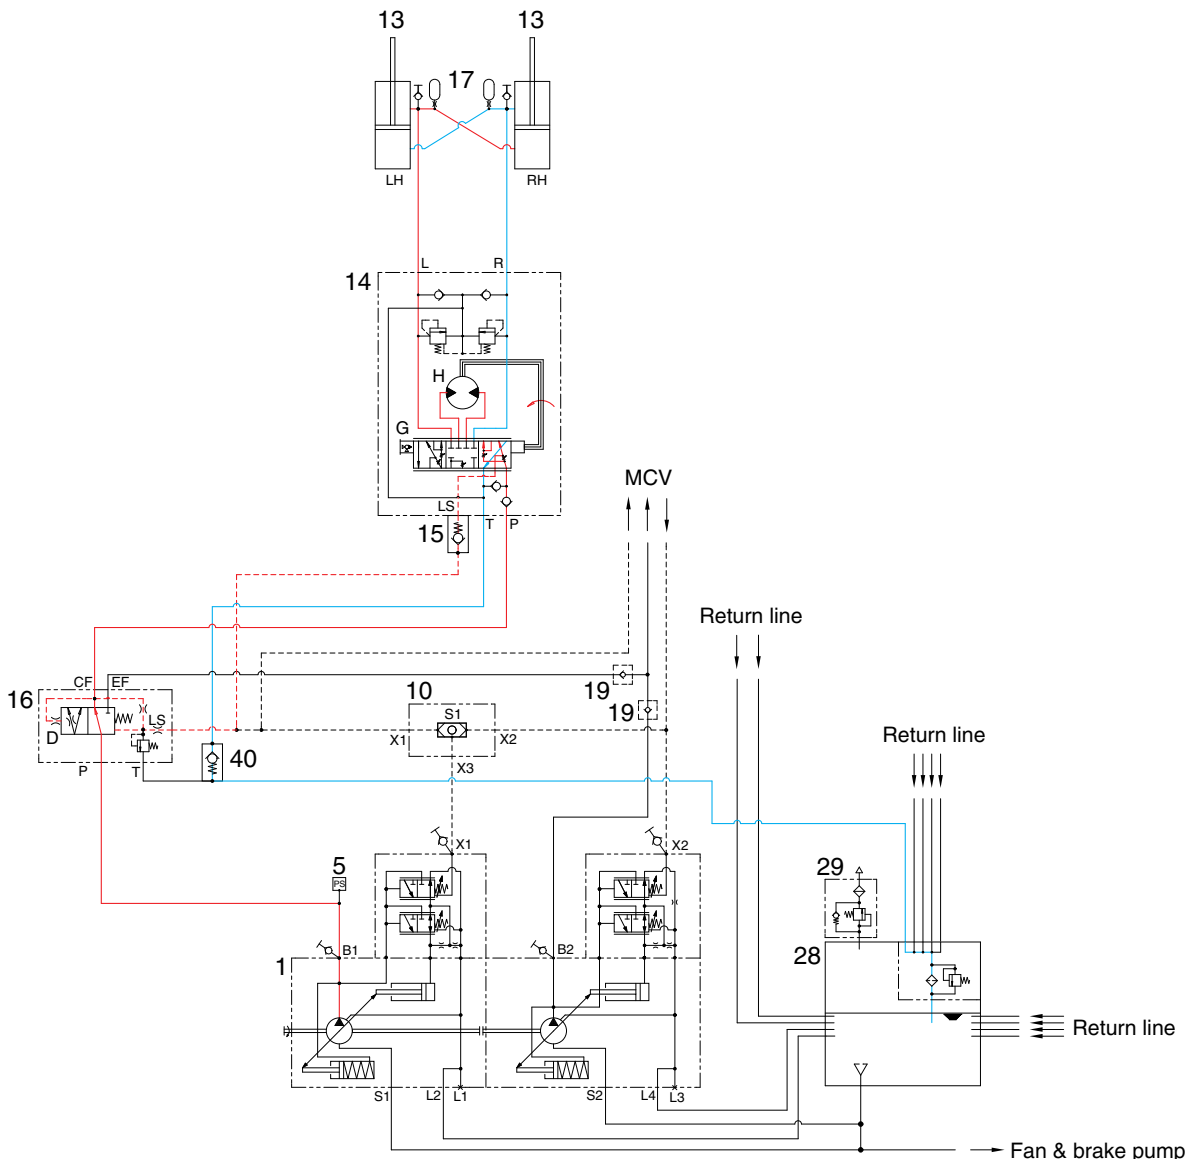 13
13
17
LH
RH
L
R
14
H
G
LS
T
P
15
MCV
Return line
CF
EF
16
19
10
19
S1
LS
D
X1
X2
Return line
P
T
40
X3
X1
X2
5
PS
29
B1
B2
28
1
Return line
S1
L2
L1
S2
L4
L3
Fan & brake pump